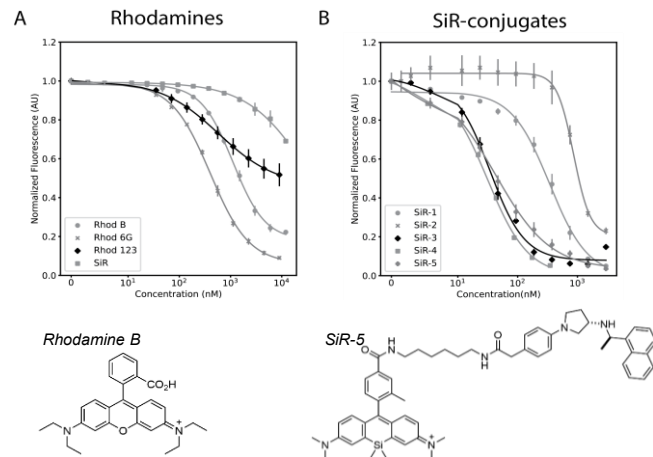 A Rhodamines
B SiR-conjugates
Normalized Fluorescence (AU)
1.2
1.0
0.8
0.6
0.4
0.2
0.0
Rhod B
Rhod 6G
Rhod 123
SiR
0 10¹ 10² 10³ 10⁴
Concentration (nM)
Normalized Fluorescence (AU)
1.2
1.0
0.8
0.6
0.4
0.2
0.0
SiR-1
SiR-2
SiR-3
SiR-4
SiR-5
0 10¹ 10² 10³
Concentration(nM)
Rhodamine B
CO₂H
N
O
N
+
SiR-5
O
N
H
H
N
O
N
HN
N
Si
N
+